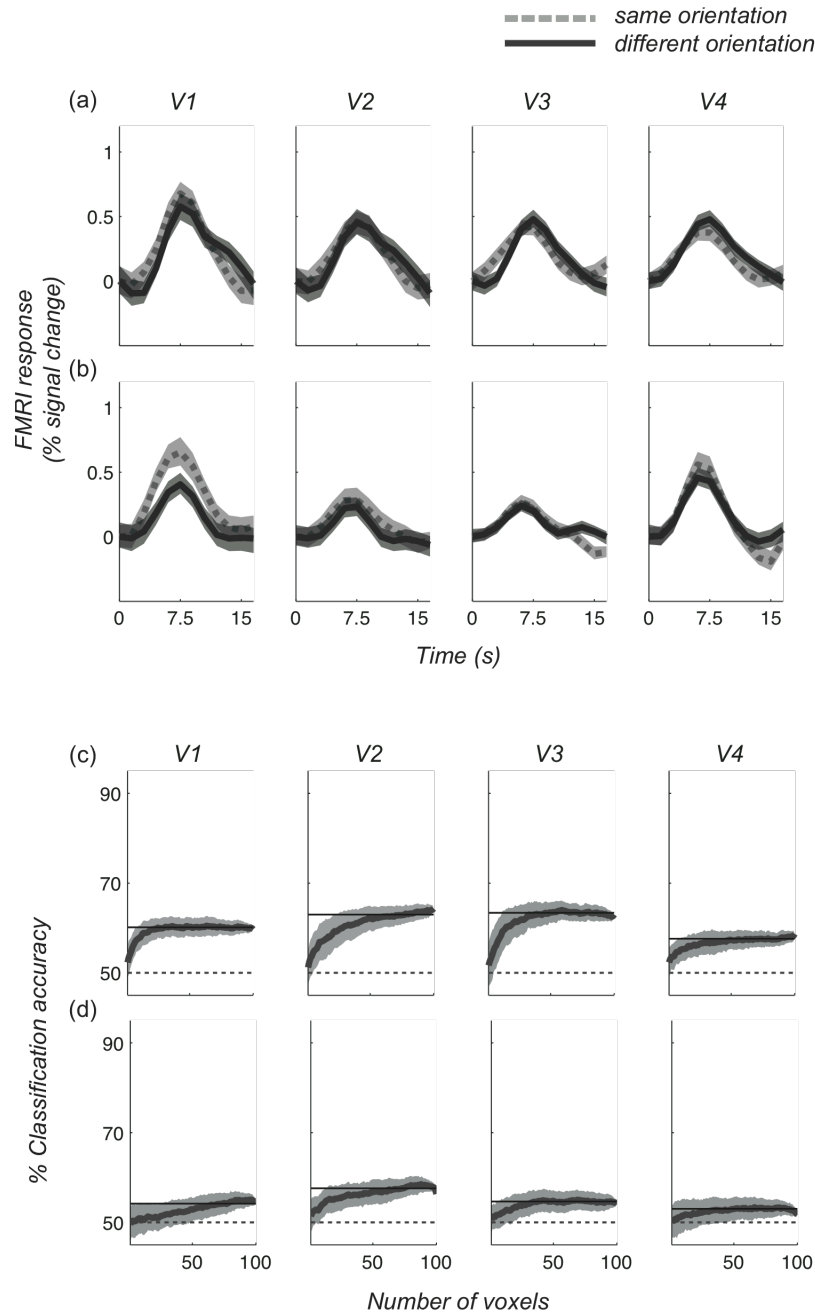 same orientation
different orientation
(a) V1 V2 V3 V4
1
0.5
0
(b)
1
0.5
0
FMRI response
(% signal change)
0 7.5 15 0 7.5 15 0 7.5 15 0 7.5 15
Time (s)
(c) V1 V2 V3 V4
90
70
50
(d)
90
70
50
% Classification accuracy
50 100 50 100 50 100 50 100
Number of voxels